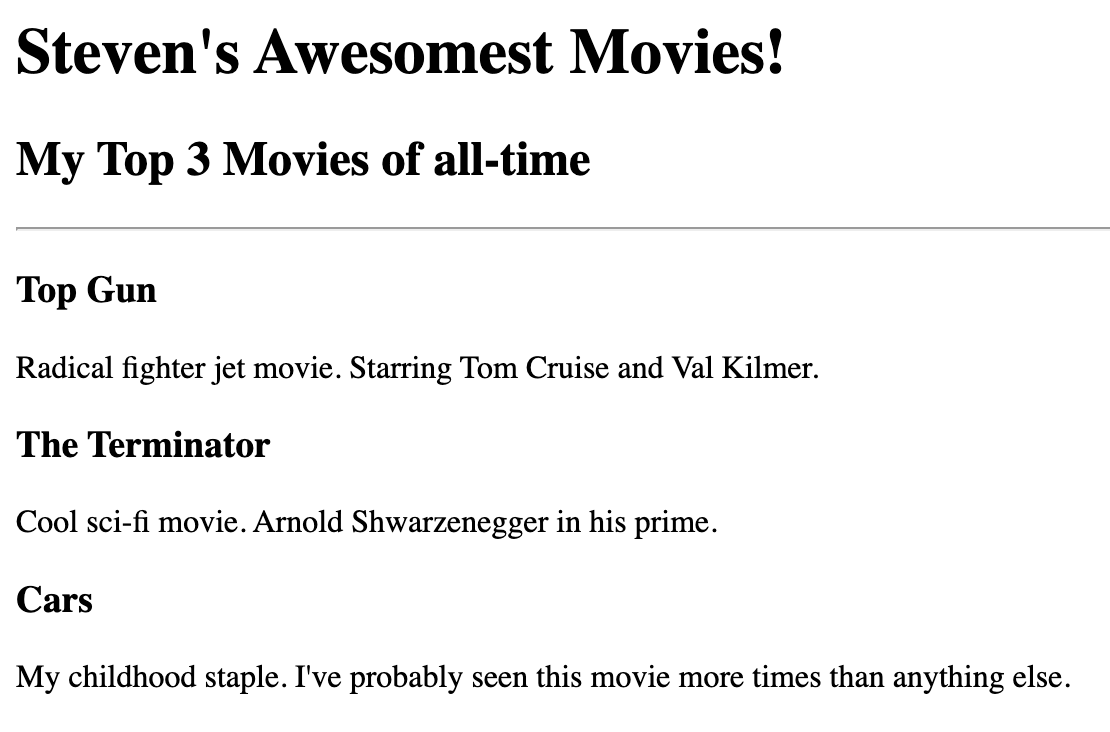 Steven's Awesomest Movies!
My Top 3 Movies of all-time
Top Gun
Radical fighter jet movie. Starring Tom Cruise and Val Kilmer.
The Terminator
Cool sci-fi movie. Arnold Shwarzenegger in his prime.
Cars
My childhood staple. I've probably seen this movie more times than anything else.